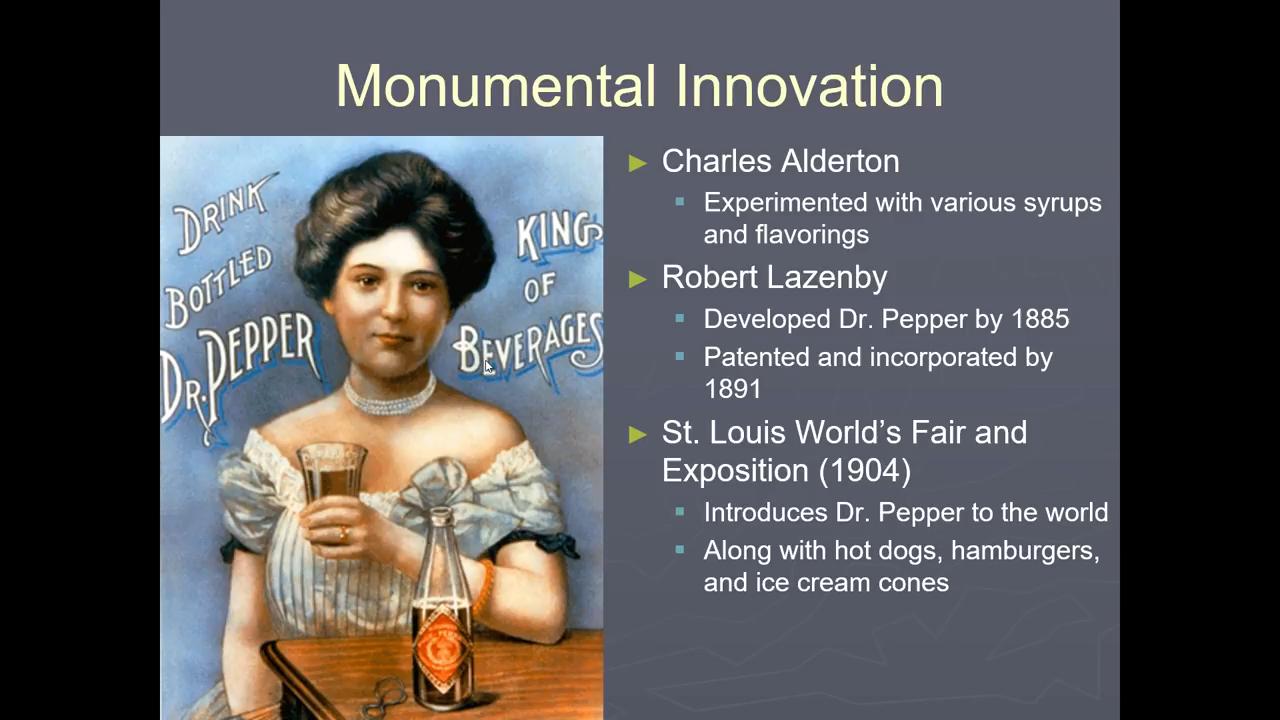 Monumental Innovation
DRINK
BOTTLED
DR. PEPPER
KING
OF
BEVERAGES
► Charles Alderton
▪ Experimented with various syrups
and flavorings
► Robert Lazenby
▪ Developed Dr. Pepper by 1885
▪ Patented and incorporated by
1891
► St. Louis World’s Fair and
Exposition (1904)
▪ Introduces Dr. Pepper to the world
▪ Along with hot dogs, hamburgers,
and ice cream cones